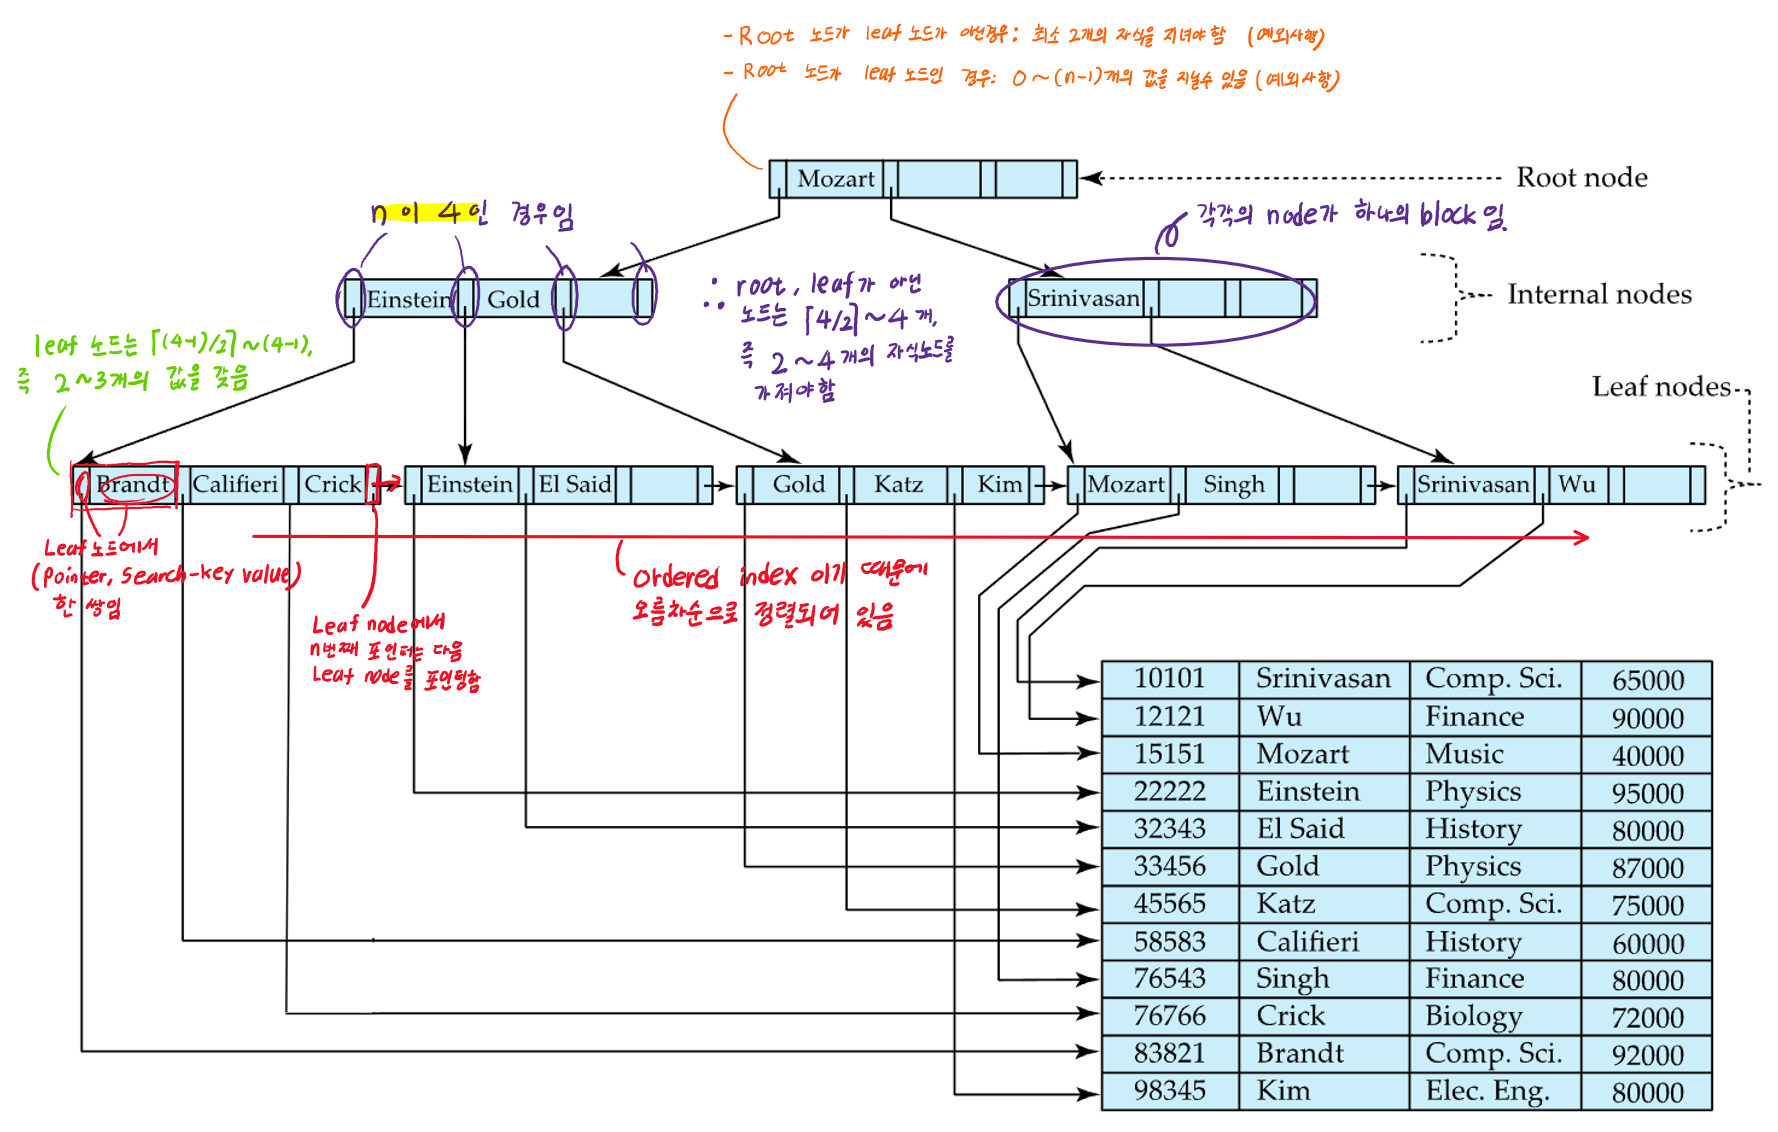 - Root 노드가 leaf 노드가 아닌경우: 최소 2개의 자식을 지녀야함 (예외사항)
- Root 노드가 leaf 노드인 경우: 0~(n-1)개의 값을 지닐수 있음 (예외사항)
Mozart
Root node
n이 4인 경우임
각각의 node가 하나의 block임.
Einstein Gold
Srinivasan
Internal nodes
∴ root, leaf가 아닌
노드는 ⌈4/2⌉~4개,
즉 2~4개의 자식노드를
가져야함
leaf 노드는 ⌈(4-1)/2⌉~(4-1),
즉 2~3개의 값을 갖음
Leaf nodes
Brandt Califieri Crick
Einstein El Said
Gold Katz Kim
Mozart Singh
Srinivasan Wu
Leaf노드에서
(Pointer, Search-key value)
한 쌍임
Leaf node에서
n번째 포인터는 다음
Leaf node를 포인팅함
Ordered index 이기 때문에
오름차순으로 정렬되어 있음
10101 Srinivasan Comp. Sci. 65000
12121 Wu Finance 90000
15151 Mozart Music 40000
22222 Einstein Physics 95000
32343 El Said History 80000
33456 Gold Physics 87000
45565 Katz Comp. Sci. 75000
58583 Califieri History 60000
76543 Singh Finance 80000
76766 Crick Biology 72000
83821 Brandt Comp. Sci. 92000
98345 Kim Elec. Eng. 80000